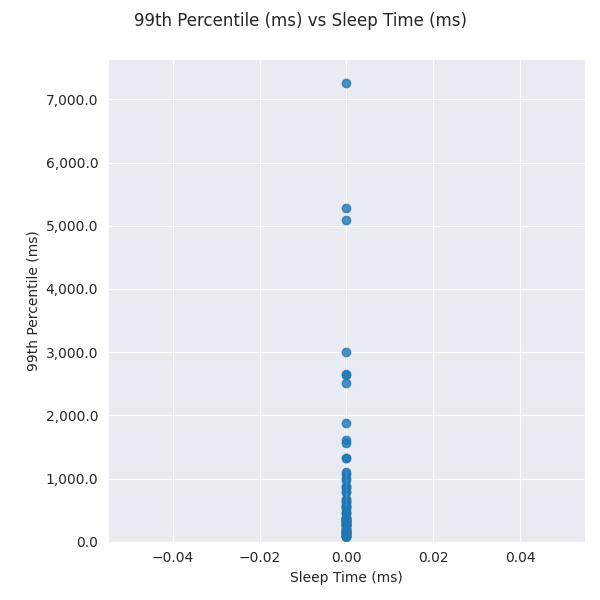 99th Percentile (ms) vs Sleep Time (ms)
7,000.0
6,000.0
5,000.0
4,000.0
3,000.0
2,000.0
1,000.0
0.0
99th Percentile (ms)
−0.04 −0.02 0.00 0.02 0.04
Sleep Time (ms)